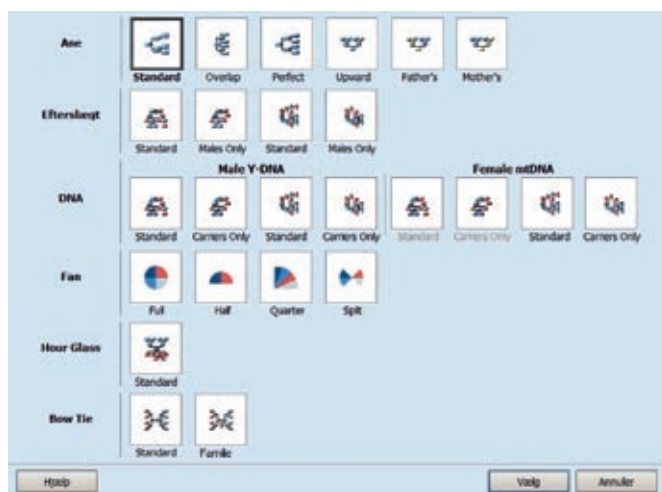 Ane
Standard Overlap Perfect Upward Father's Mother's
Efterslægt
Standard Males Only Standard Males Only
Male Y-DNA Female mtDNA
DNA
Standard Carriers Only Standard Carriers Only Standard Carriers Only Standard Carriers Only
Fan
Full Half Quarter Split
Hour Glass
Standard
Bow Tie
Standard Familie
Hjælp Vælg Annuler